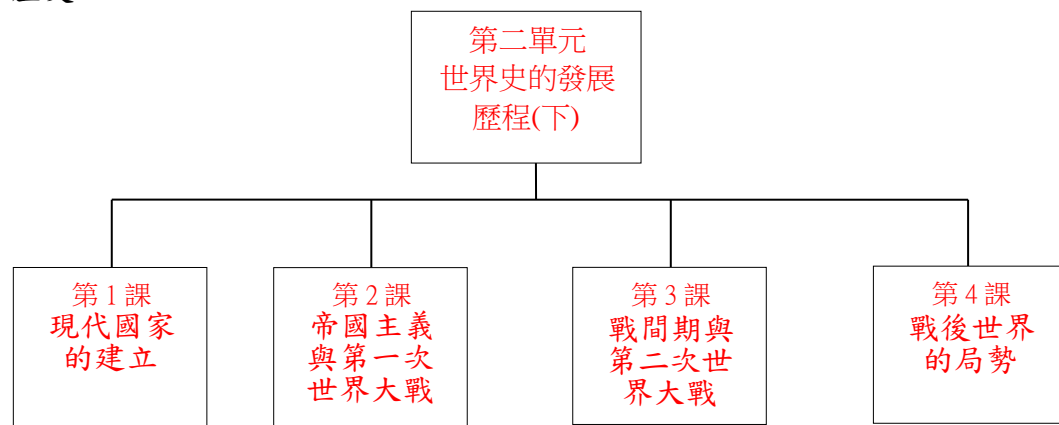 第二單元
世界史的發展
歷程(下)
第1課
現代國家
的建立
第2課
帝國主義
與第一次
世界大戰
第3課
戰間期與
第二次世
界大戰
第4課
戰後世界
的局勢